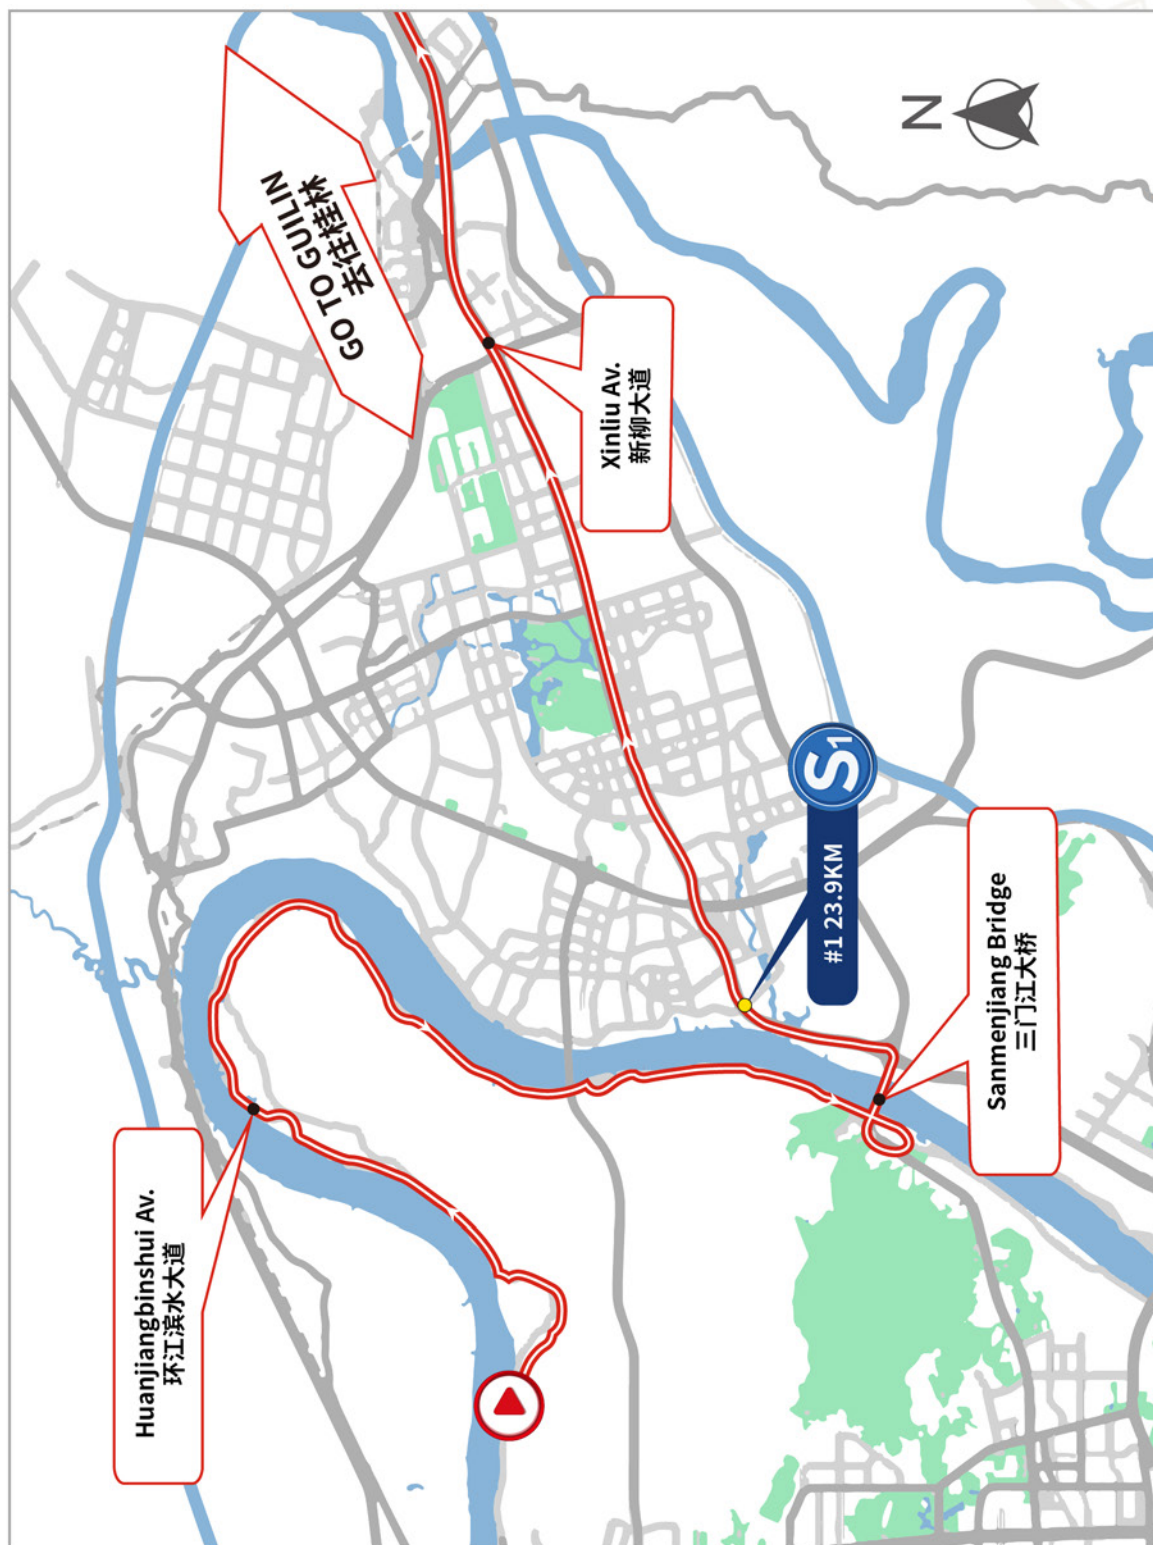 GO TO GUILIN
去往桂林
N
Xinliu Av.
新柳大道
S1
#1 23.9KM
Sanmenjiang Bridge
三门江大桥
Huanjiangbinshui Av.
环江滨水大道